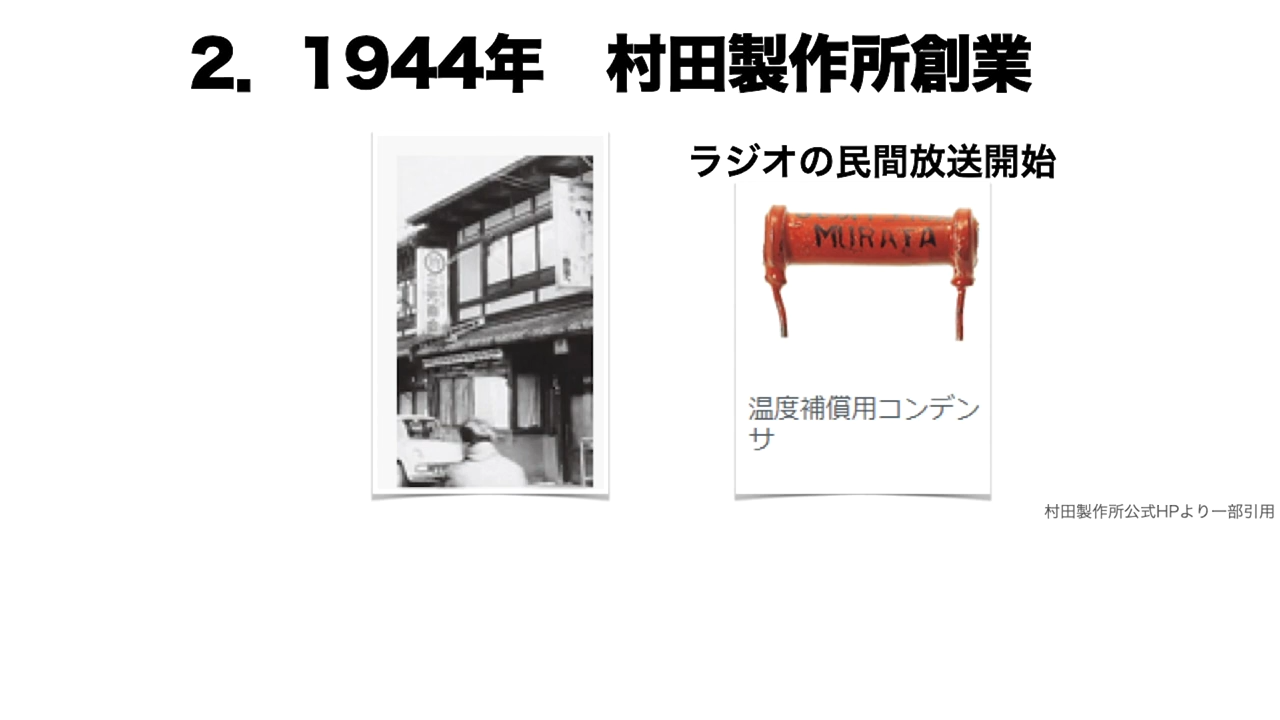 2．1944年　村田製作所創業
ラジオの民間放送開始
MURATA
温度補償用コンデン
サ
村田製作所公式HPより一部引用